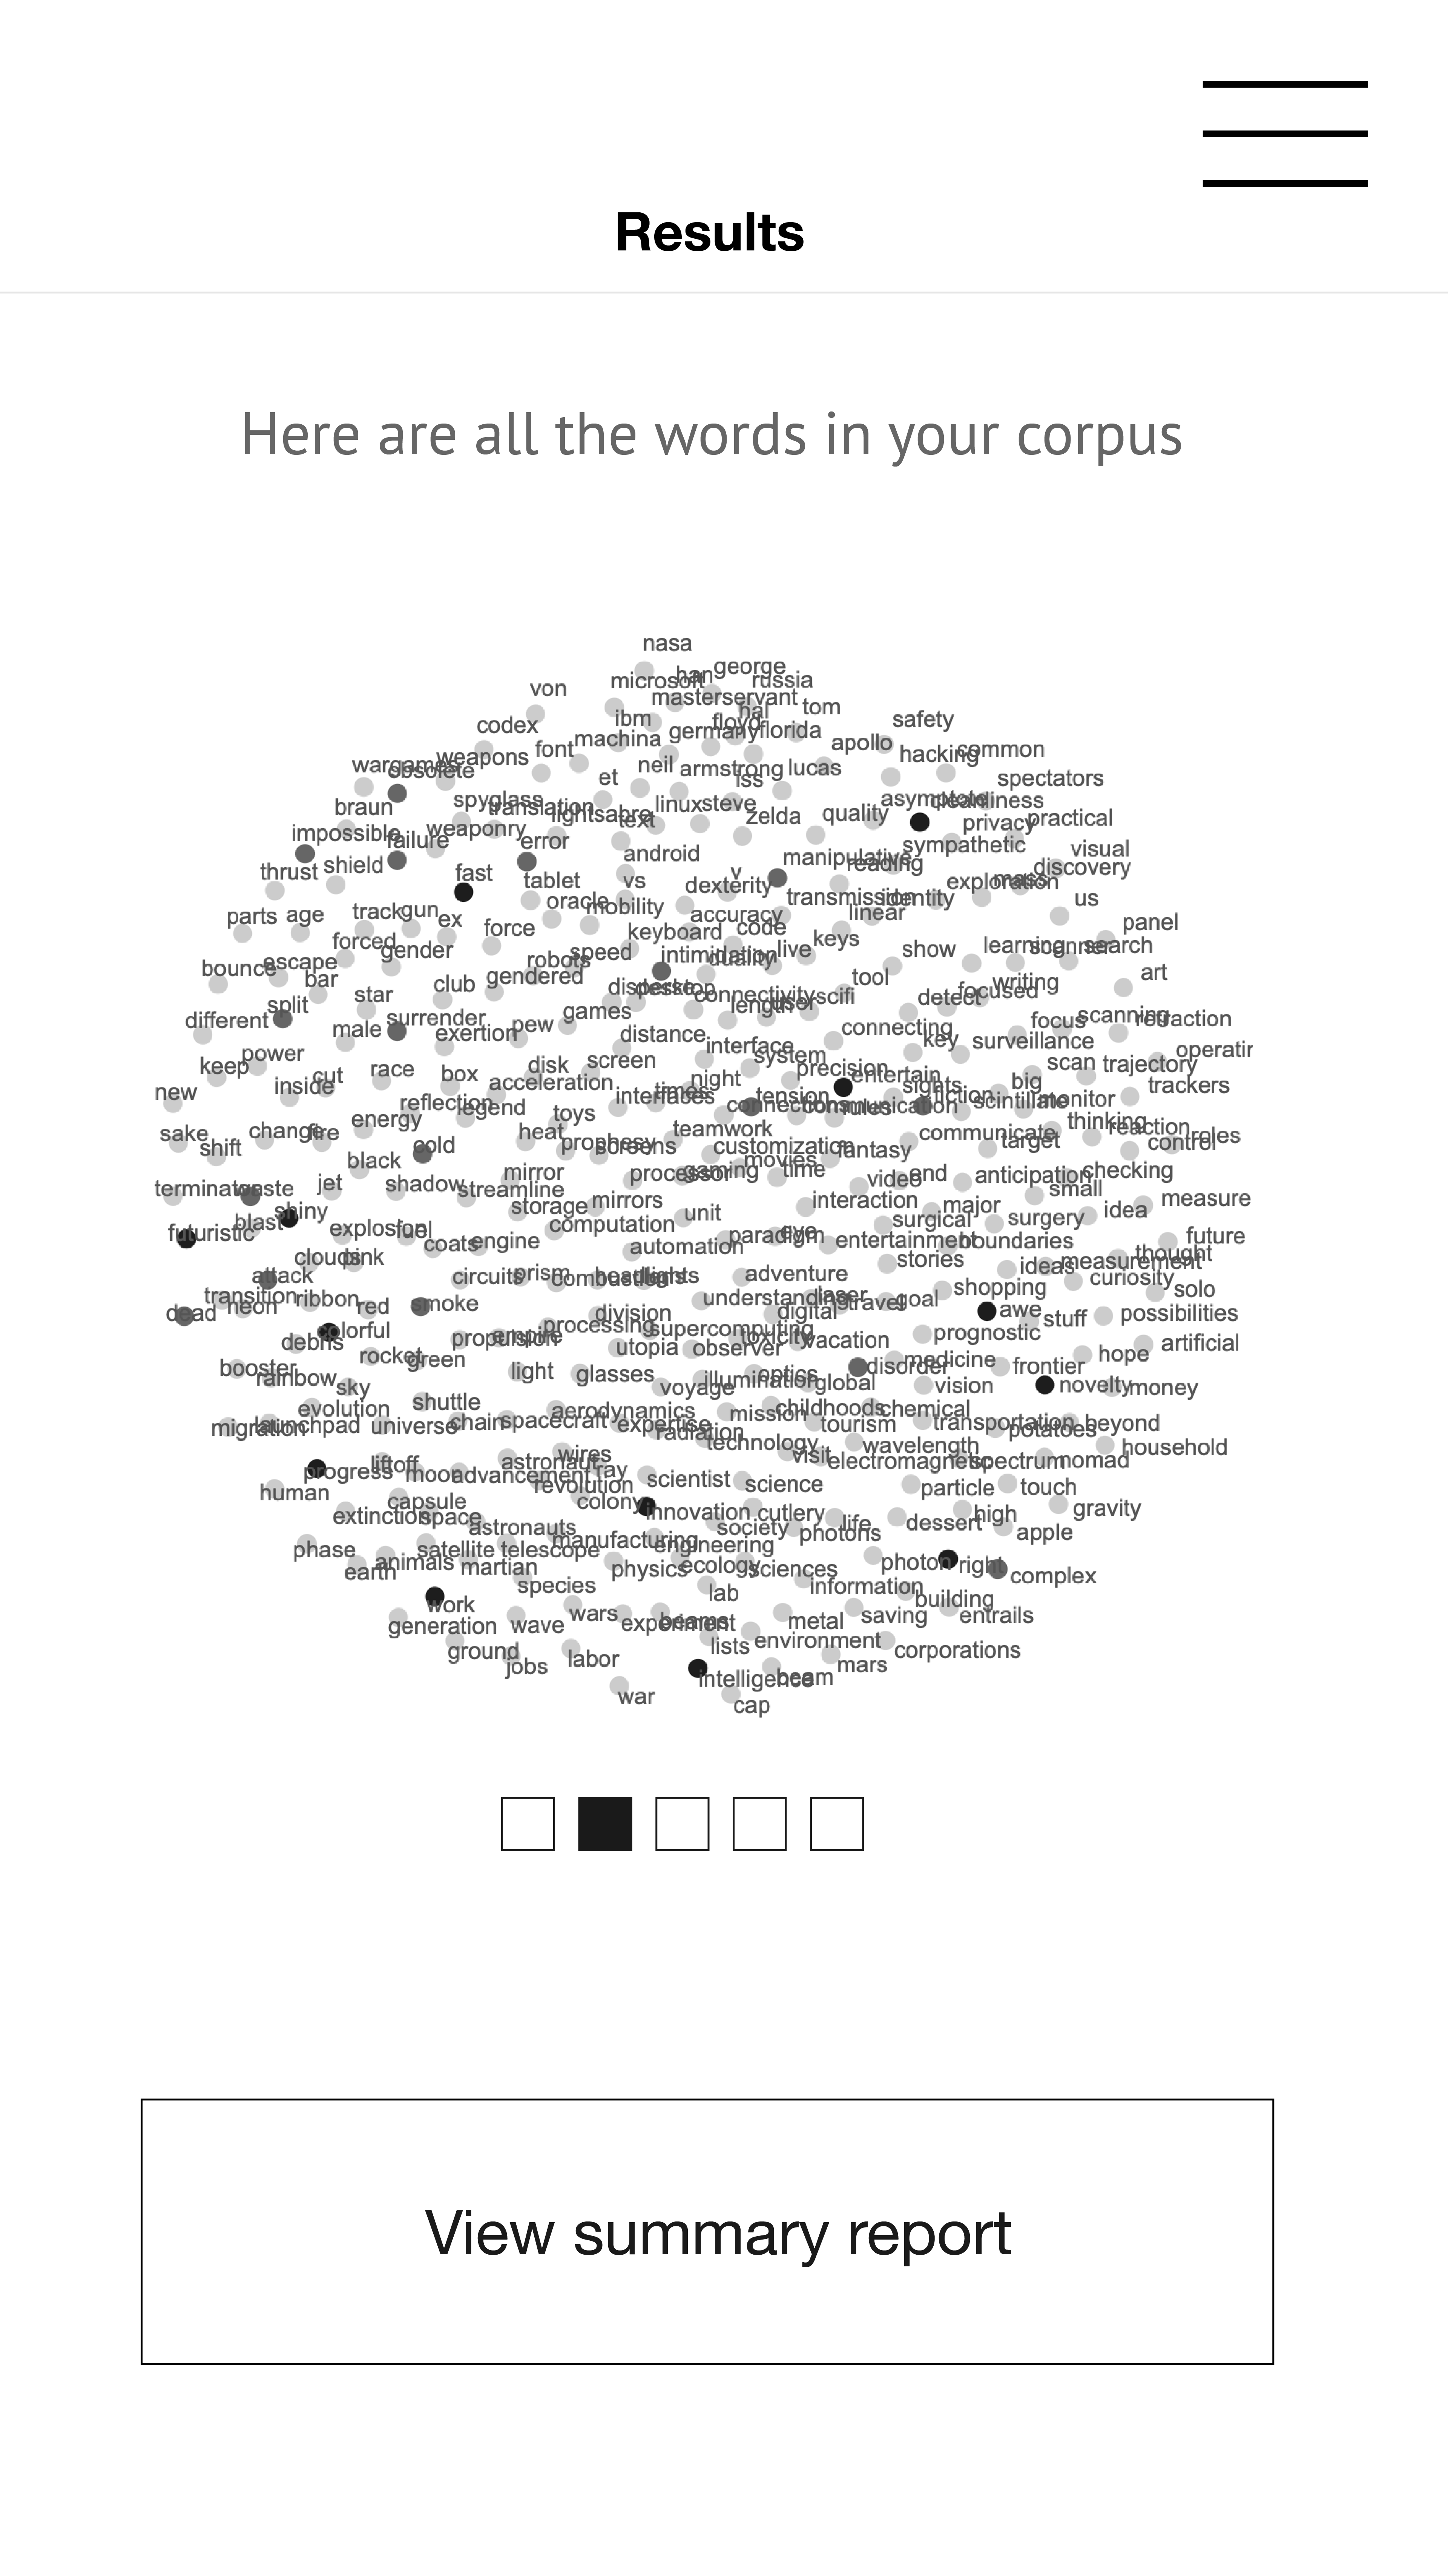 Results
Here are all the words in your corpus
nasa
george
han
microsoft
russia
von
masterservant
tom
hal
ibm
floyd
safety
codex
germany
florida
machina
apollo
font
hacking
common
weapons
wargames
neil
armstrong
lucas
obsolete
et
iss
spectators
spyglass
asymptote
cleanliness
braun
translation
linux
steve
lightsabre
text
zelda
quality
practical
privacy
impossible
weaponry
failure
error
sympathetic
visual
android
manipulative
reading
discovery
thrust
shield
fast
tablet
vs
v
dexterity
exploration
mass
transmission
identity
us
oracle
mobility
parts
age
track
gun
ex
force
accuracy
linear
panel
keyboard
code
keys
forced
gender
speed
intimidation
live
show
learning
scanner
search
robots
quality
bounce
escape
bar
club
gendered
tool
art
writing
disperse
desktop
star
connectivity
scifi
detect
focused
split
length
user
games
different
male
surrender
pew
exertion
focus
scanning
refraction
distance
connecting
key
surveillance
interface
system
operatir
keep
power
race
disk
screen
precision
entertain
scan
trajectory
new
inside
cut
box
acceleration
night
sights
big
trackers
interfaces
times
tension
fiction
reflection
legend
connections
rules
communication
scintillate
monitor
energy
toys
thinking
sake
shift
change
fire
heat
teamwork
communicate
target
reaction
control
roles
cold
prophesy
screens
customization
fantasy
black
movies
mirror
processor
gaming
time
end
anticipation
checking
terminator
waste
jet
shadow
streamline
video
small
shiny
storage
mirrors
interaction
major
measure
futuristic
blast
explosion
fuel
computation
unit
surgical
surgery
idea
coats
engine
automation
paradigm
eye
entertainment
boundaries
future
clouds
pink
stories
ideas
measurement
thought
attack
circuits
prism
combustion
headlights
lights
adventure
curiosity
transition
ribbon
understanding
laser
travel
goal
shopping
solo
dead
neon
red
smoke
division
digital
awe
stuff
possibilities
colorful
processing
supercomputing
debris
propulsion
empire
utopia
observer
toxicity
vacation
prognostic
artificial
rocket
green
medicine
hope
booster
rainbow
sky
light
glasses
voyage
illumination
optics
global
disorder
vision
frontier
novelty
money
evolution
shuttle
aerodynamics
mission
childhoods
chemical
migration
launchpad
universe
chain
spacecraft
expertise
radiation
tourism
transportation
potatoes
beyond
technology
visit
wavelength
household
progress
liftoff
moon
astronaut
wires
ray
advancement
electromagnetic
spectrum
nomad
human
revolution
scientist
science
particle
touch
capsule
colony
innovation
cutlery
extinction
space
astronauts
society
photons
life
dessert
high
gravity
apple
phase
satellite
telescope
manufacturing
engineering
earth
animals
martian
physics
ecology
sciences
photon
right
complex
species
lab
information
building
work
generation
wave
wars
experiment
beams
metal
saving
entrails
ground
jobs
labor
lists
environment
corporations
mars
intelligence
beam
war
cap
View summary report